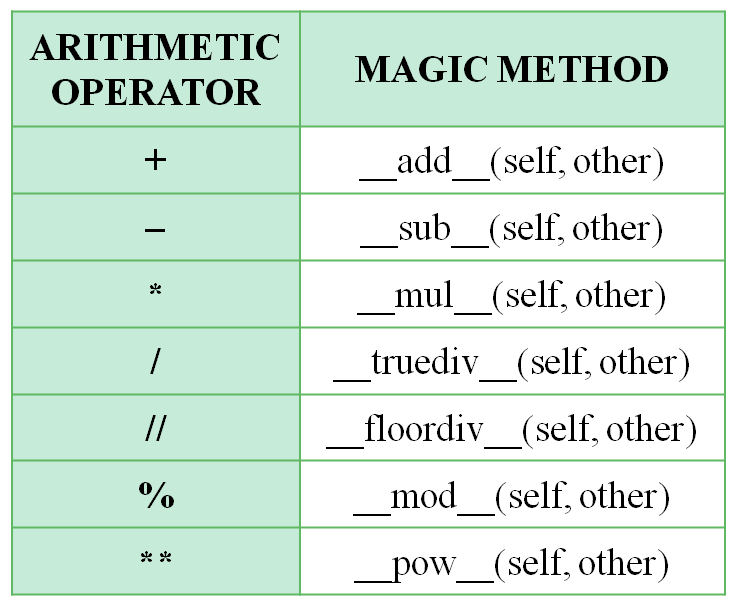 ARITHMETIC
OPERATOR
MAGIC METHOD
+
__add__(self, other)
–
__sub__(self, other)
*
__mul__(self, other)
/
__truediv__(self, other)
//
__floordiv__(self, other)
%
__mod__(self, other)
**
__pow__(self, other)